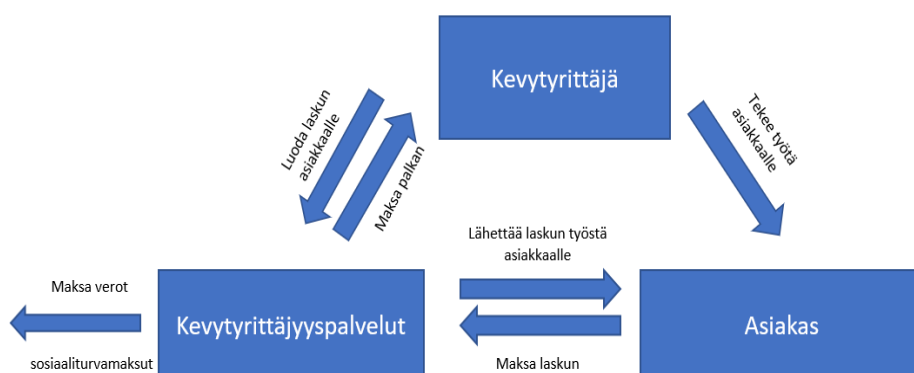 Kevytyrittäjä
Luoda laskun
asiakkaalle
Maksa palkan
Tekee työtä
asiakkaalle
Lähettää laskun työstä
asiakkaalle
Maksa verot
Kevytyrittäjyyspalvelut
Asiakas
sosiaaliturvamaksut
Maksa laskun